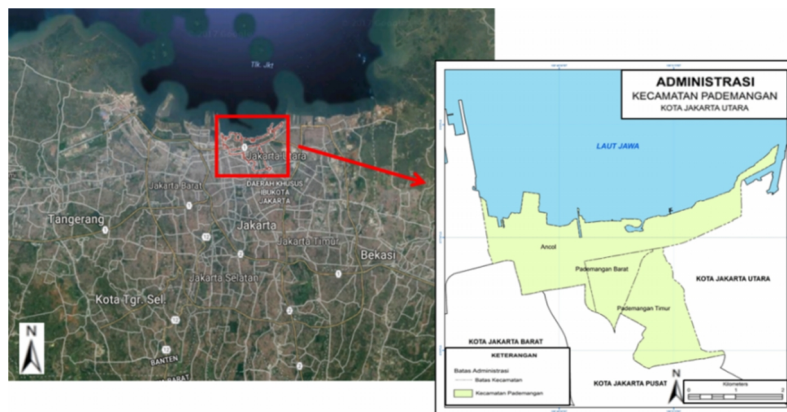 Tlk. Jkt
1
Jakarta Utara
Jakarta Barat
DAERAH KHUSUS
IBUKOTA
JAKARTA
Tangerang
Jakarta
Jakarta Timur
Bekasi
Jakarta Selatan
Kota Tgr. Sel.
BANTEN
BARAT
N
ADMINISTRASI
KECAMATAN PADEMANGAN
KOTA JAKARTA UTARA
LAUT JAWA
Ancol
Pademangan Barat
KOTA JAKARTA UTARA
Pademangan Timur
KOTA JAKARTA BARAT
KETERANGAN
Batas Administrasi
Batas Kecamatan
Kecamatan Pademangan
KOTA JAKARTA PUSAT
N
Kilometers
0 1 2